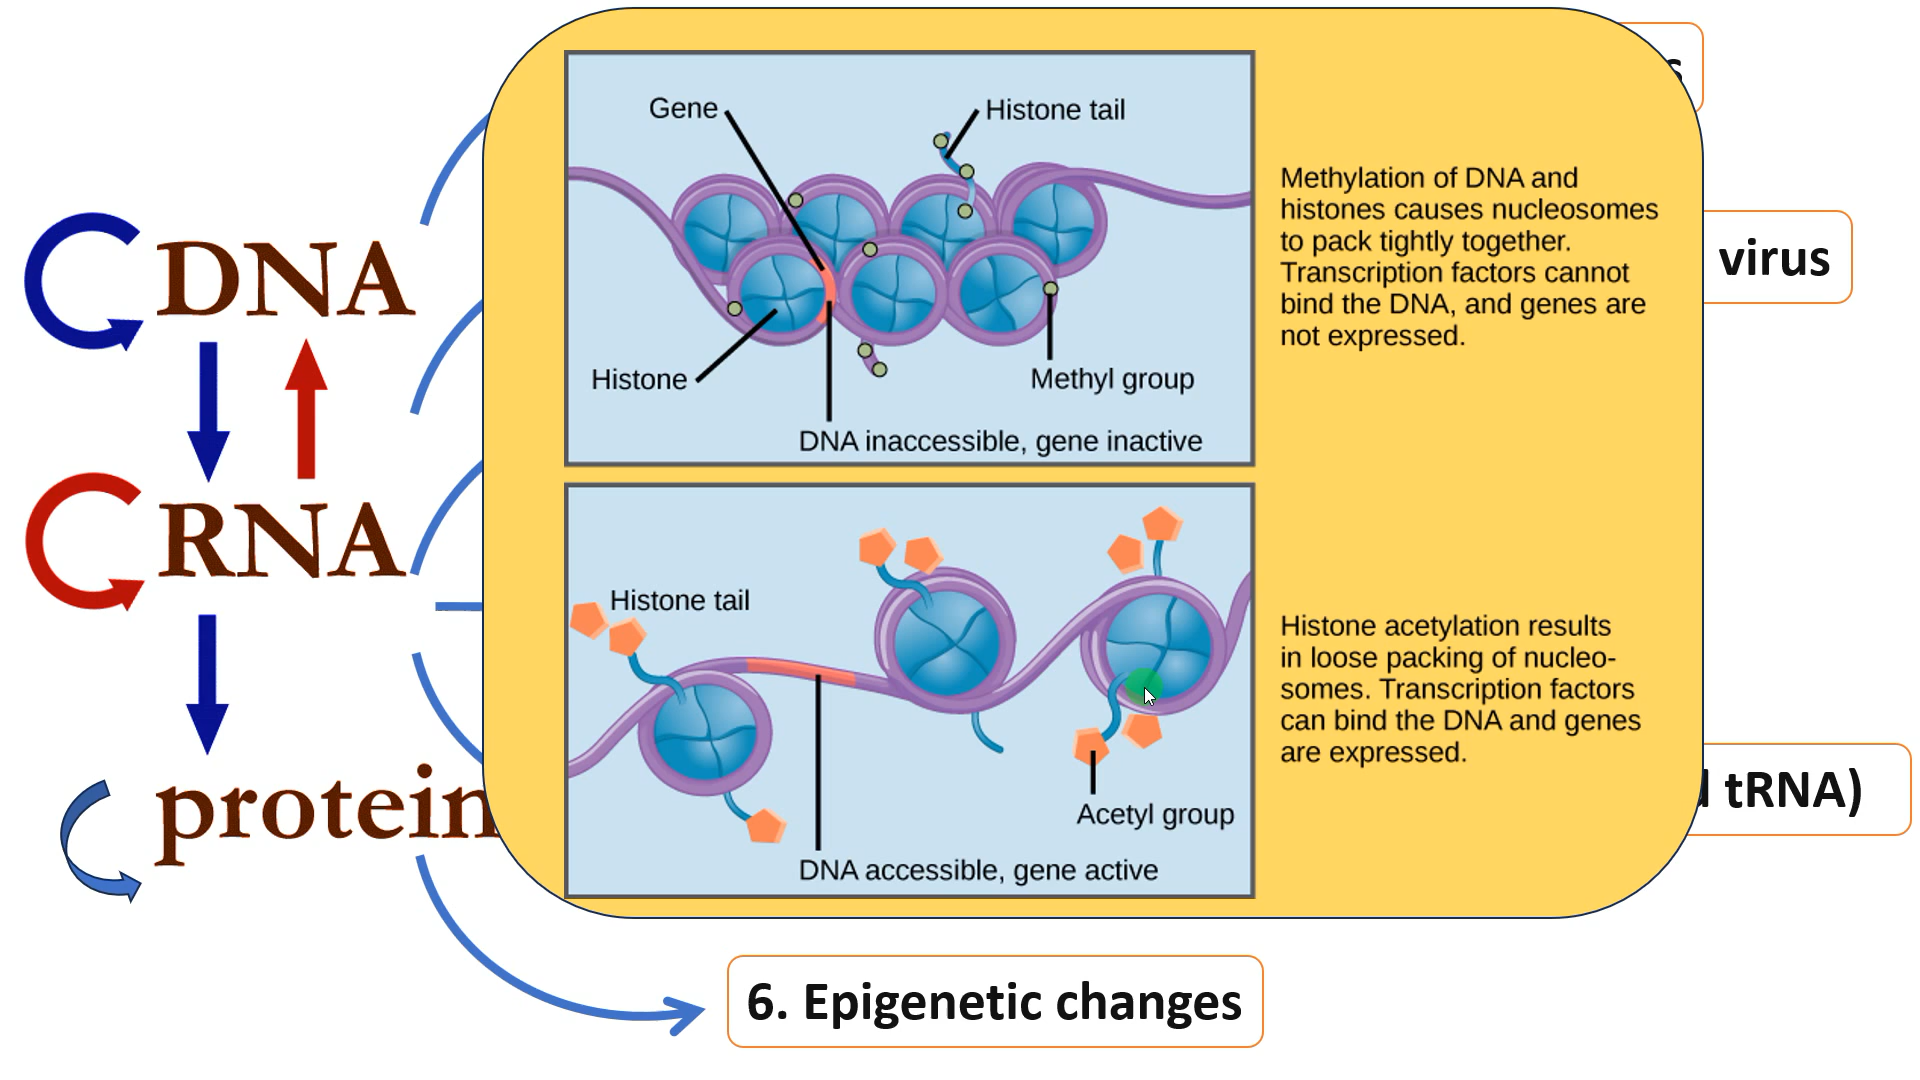 DNA
RNA
protein
Gene
Histone tail
Histone
Methyl group
DNA inaccessible, gene inactive
Methylation of DNA and
histones causes nucleosomes
to pack tightly together.
Transcription factors cannot
bind the DNA, and genes are
not expressed.
virus
Histone tail
Acetyl group
DNA accessible, gene active
Histone acetylation results
in loose packing of nucleo-
somes. Transcription factors
can bind the DNA and genes
are expressed.
tRNA)
6. Epigenetic changes